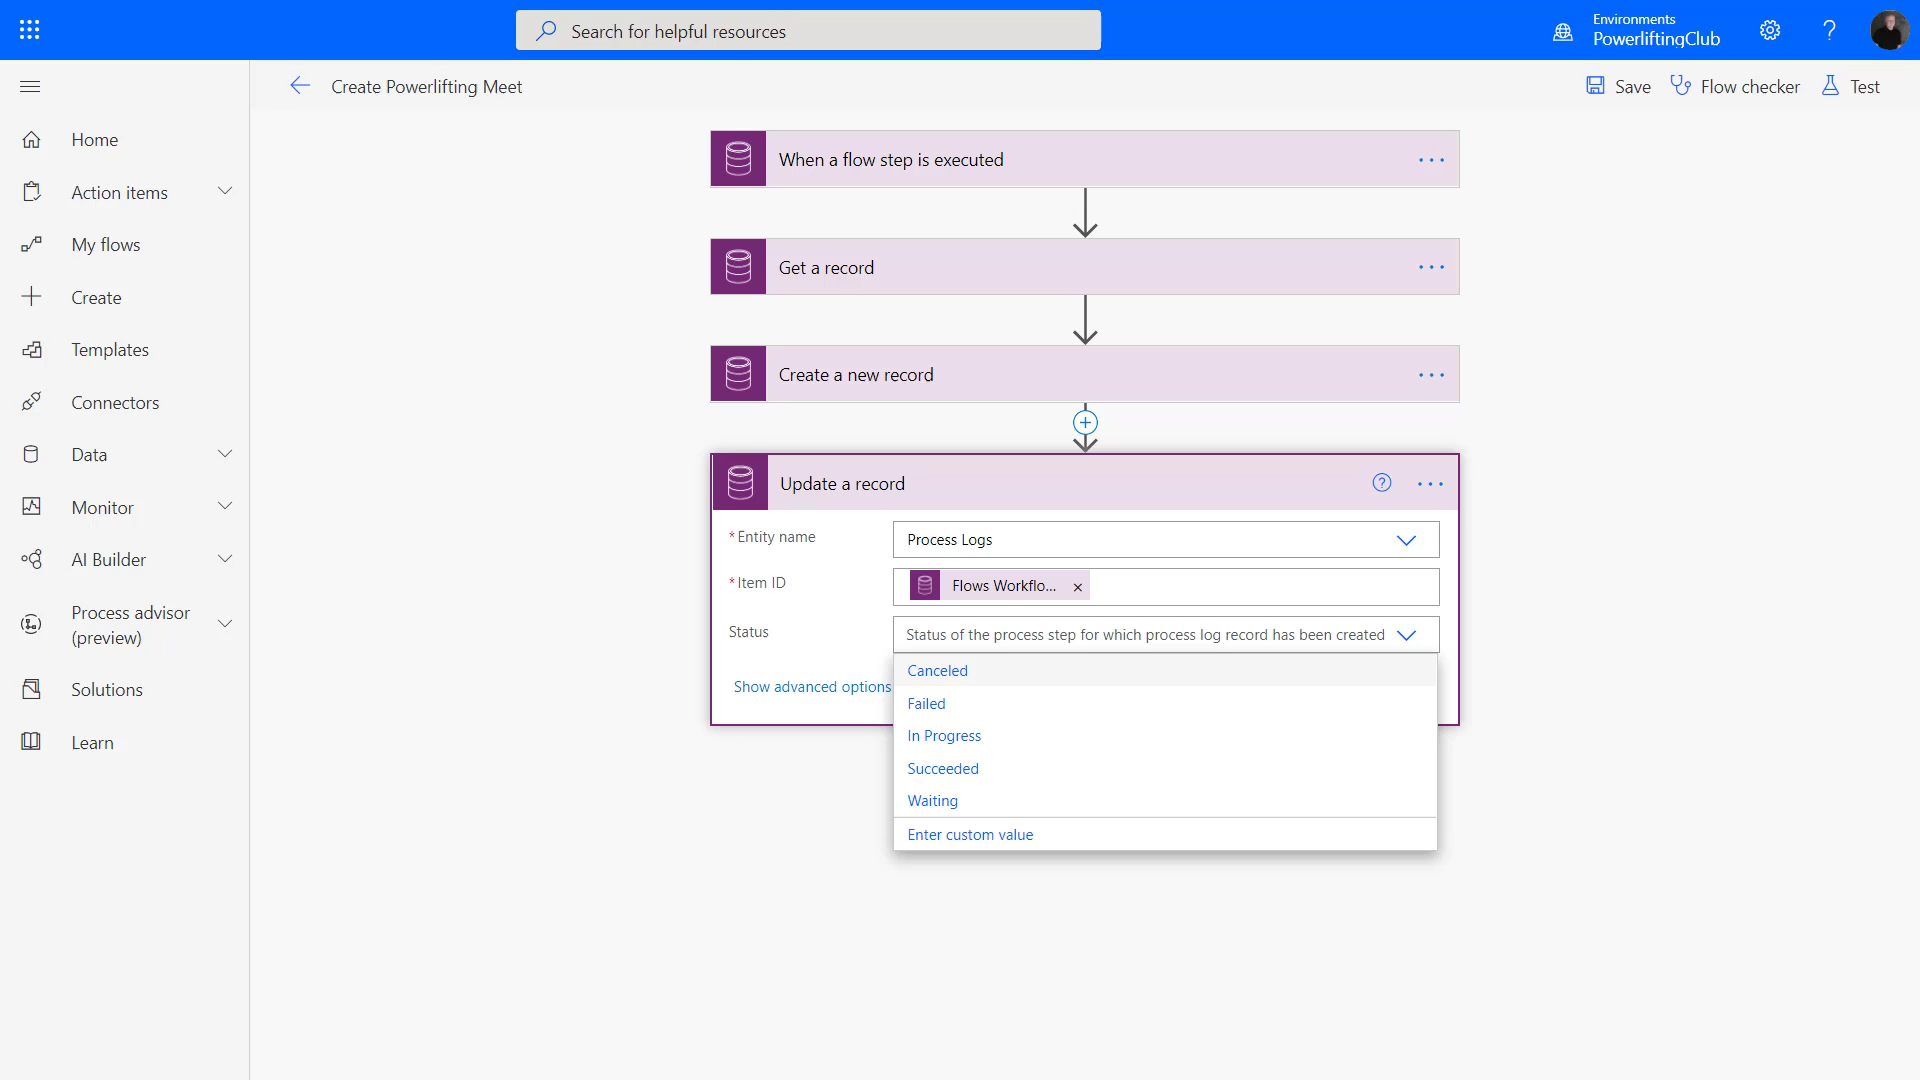 Search for helpful resources
Environments
PowerliftingClub
Create Powerlifting Meet
Save
Flow checker
Test
Home
Action items
My flows
Create
Templates
Connectors
Data
Monitor
AI Builder
Process advisor
(preview)
Solutions
Learn
When a flow step is executed
Get a record
Create a new record
Update a record
* Entity name
Process Logs
* Item ID
Flows Workflo...
Status
Status of the process step for which process log record has been created
Show advanced options
Canceled
Failed
In Progress
Succeeded
Waiting
Enter custom value